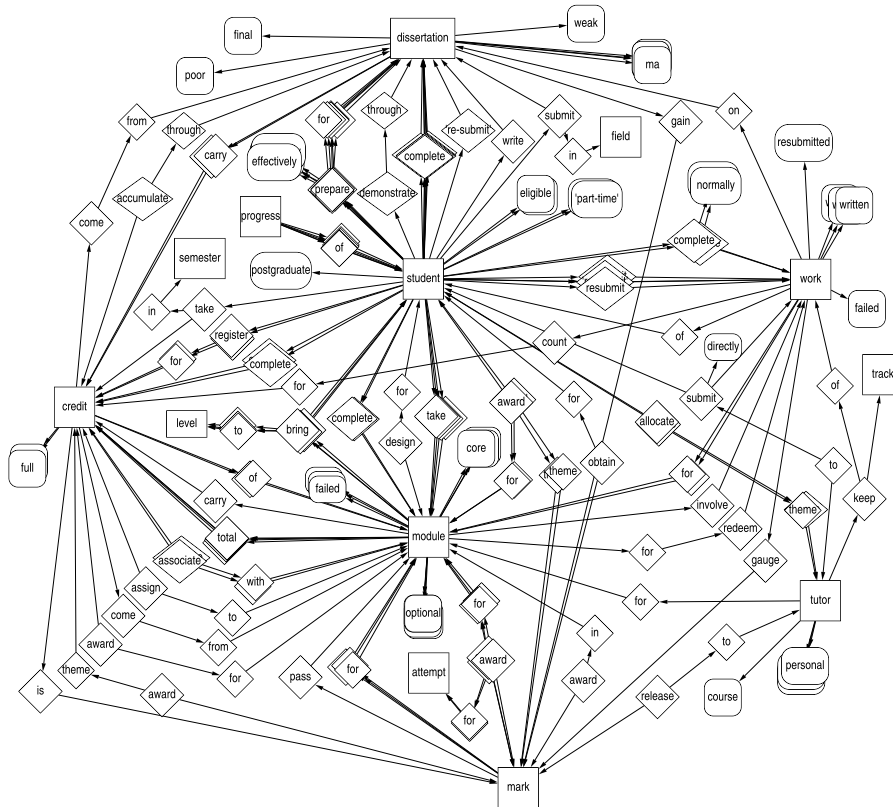 dissertation
weak
final
ma
poor
from
through
carry
for
through
complete
re-submit
submit
gain
on
write
in
field
resubmitted
effectively
prepare
demonstrate
eligible
'part-time'
normally
written
accumulate
come
progress
of
complete
semester
postgraduate
student
resubmit
work
in
take
register
for
complete
count
of
directly
failed
track
for
credit
level
to
bring
complete
for
take
award
for
allocate
submit
of
design
core
full
of
failed
for
theme
obtain
for
to
keep
carry
total
module
involve
redeem
theme
for
gauge
associate
with
assign
come
to
from
optional
for
in
for
tutor
award
for
theme
pass
for
award
attempt
award
to
personal
is
award
for
release
course
mark